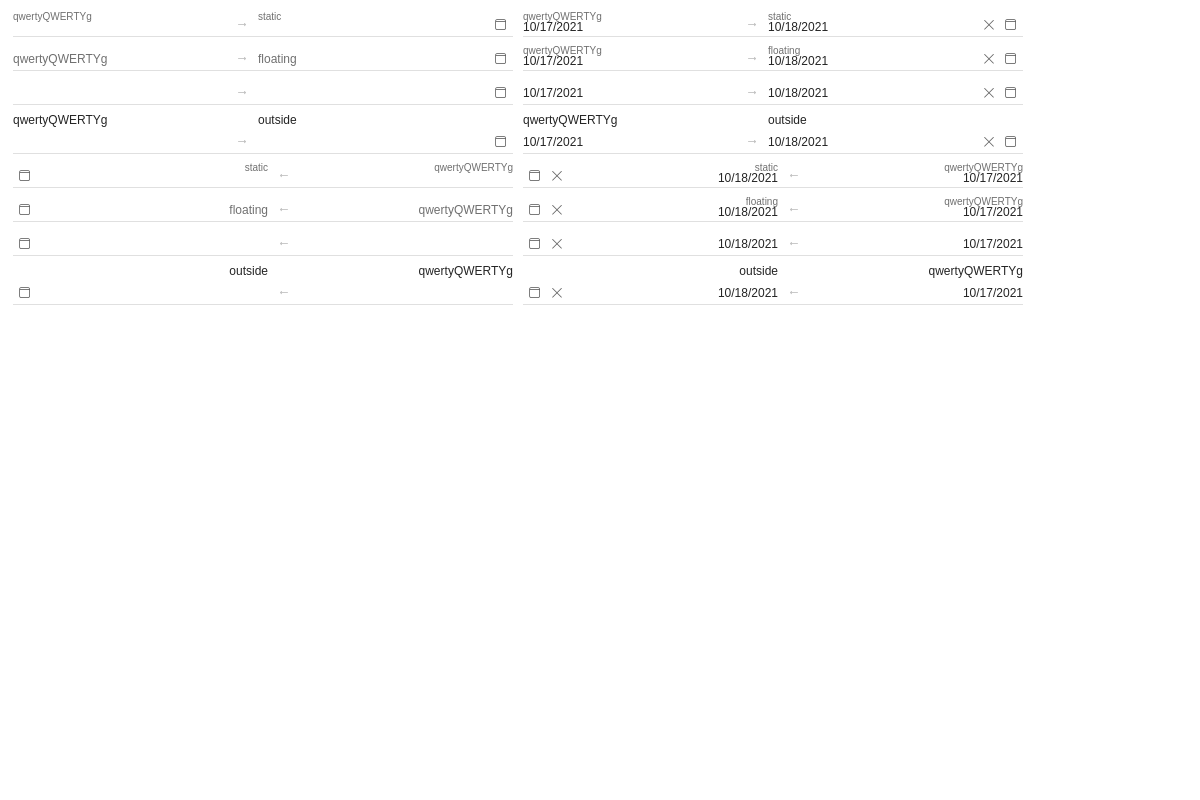 qwertyQWERTYg → static qwertyQWERTYg static
10/17/2021 → 10/18/2021
qwertyQWERTYg → floating qwertyQWERTYg floating
10/17/2021 → 10/18/2021
→ 10/17/2021 → 10/18/2021
qwertyQWERTYg outside qwertyQWERTYg outside
→ 10/17/2021 → 10/18/2021
static ← qwertyQWERTYg static qwertyQWERTYg
10/18/2021 ← 10/17/2021
floating ← qwertyQWERTYg floating qwertyQWERTYg
10/18/2021 ← 10/17/2021
← 10/18/2021 ← 10/17/2021
outside qwertyQWERTYg outside qwertyQWERTYg
← 10/18/2021 ← 10/17/2021